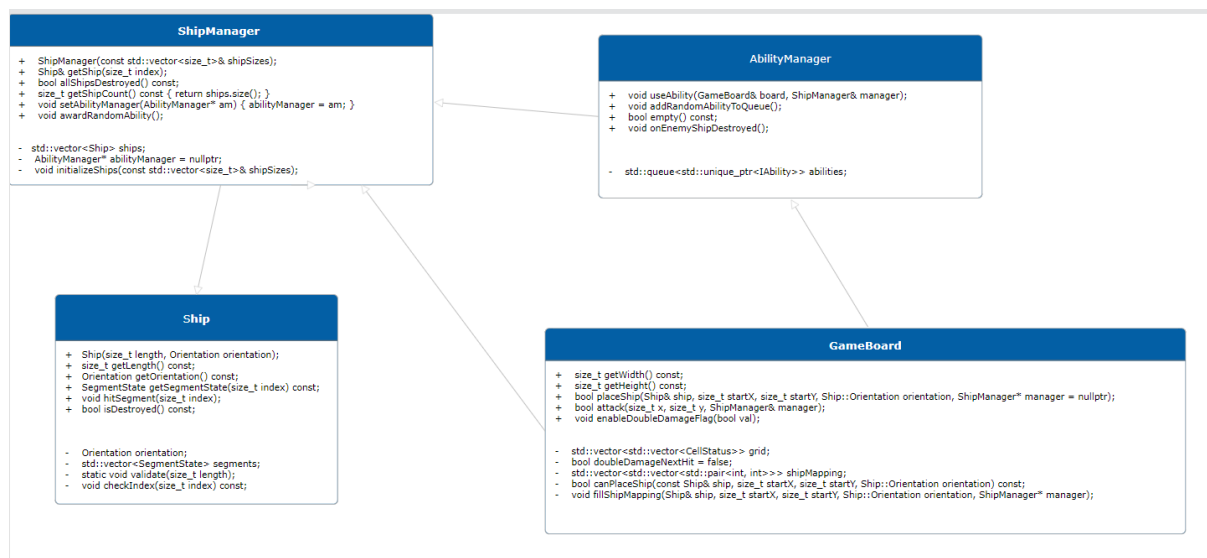 ShipManager
+ ShipManager(const std::vector<size_t>& shipSizes);
+ Ship& getShip(size_t index);
+ bool allShipsDestroyed() const;
+ size_t getShipCount() const { return ships.size(); }
+ void setAbilityManager(AbilityManager* am) { abilityManager = am; }
+ void awardRandomAbility();
- std::vector<Ship> ships;
- AbilityManager* abilityManager = nullptr;
- void initializeShips(const std::vector<size_t>& shipSizes);
AbilityManager
+ void useAbility(GameBoard& board, ShipManager& manager);
+ void addRandomAbilityToQueue();
+ bool empty() const;
+ void onEnemyShipDestroyed();
- std::queue<std::unique_ptr<IAbility>> abilities;
Ship
+ Ship(size_t length, Orientation orientation);
+ size_t getLength() const;
+ Orientation getOrientation() const;
+ SegmentState getSegmentState(size_t index) const;
+ void hitSegment(size_t index);
+ bool isDestroyed() const;
- Orientation orientation;
- std::vector<SegmentState> segments;
- static void validate(size_t length);
- void checkIndex(size_t index) const;
GameBoard
+ size_t getWidth() const;
+ size_t getHeight() const;
+ bool placeShip(Ship& ship, size_t startX, size_t startY, Ship::Orientation orientation, ShipManager* manager = nullptr);
+ bool attack(size_t x, size_t y, ShipManager& manager);
+ void enableDoubleDamageFlag(bool val);
- std::vector<std::vector<CellStatus>> grid;
- bool doubleDamageNextHit = false;
- std::vector<std::vector<std::pair<int, int>>> shipMapping;
- bool canPlaceShip(const Ship& ship, size_t startX, size_t startY, Ship::Orientation orientation) const;
- void fillShipMapping(Ship& ship, size_t startX, size_t startY, Ship::Orientation orientation, ShipManager* manager);